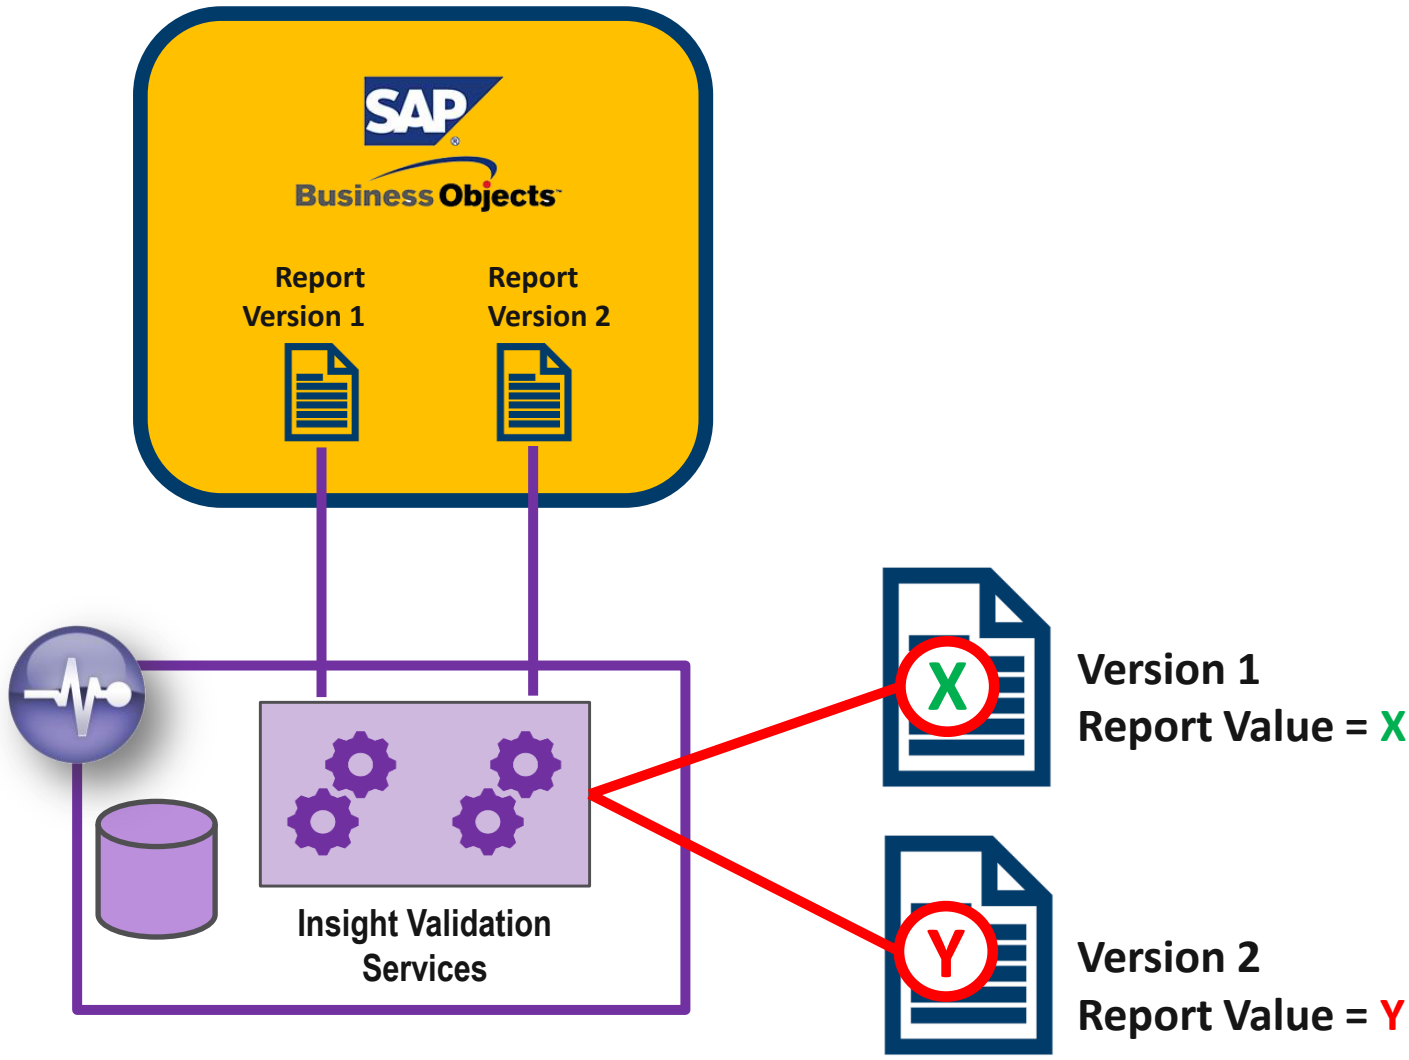 SAP
®
Business Objects™
Report
Version 1
Report
Version 2
X
Version 1
Report Value = X
Insight Validation
Services
Y
Version 2
Report Value = Y